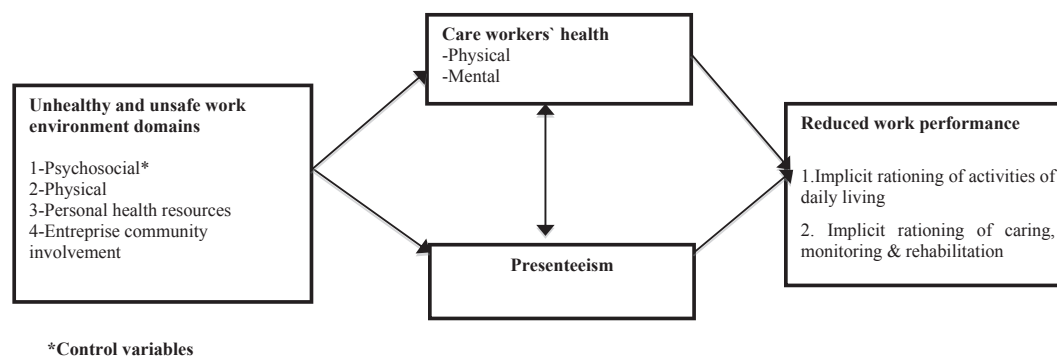 Unhealthy and unsafe work
environment domains
1-Psychosocial*
2-Physical
3-Personal health resources
4-Entreprise community
involvement
Care workers` health
-Physical
-Mental
Presenteeism
Reduced work performance
1.Implicit rationing of activities of
daily living
2. Implicit rationing of caring,
monitoring & rehabilitation
*Control variables